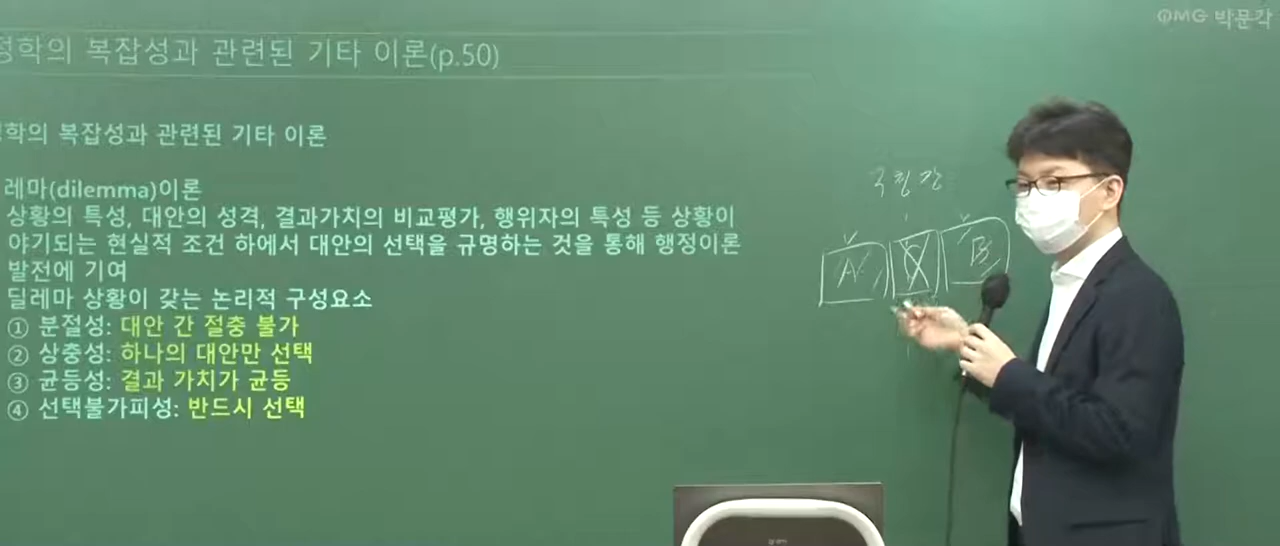 QMG 박문각
정학의 복잡성과 관련된 기타 이론(p.50)
학의 복잡성과 관련된 기타 이론
레마(dilemma)이론
상황의 특성, 대안의 성격, 결과가치의 비교평가, 행위자의 특성 등 상황이
야기되는 현실적 조건 하에서 대안의 선택을 규명하는 것을 통해 행정이론
발전에 기여
딜레마 상황이 갖는 논리적 구성요소
① 분절성: 대안 간 절충 불가
② 상충성: 하나의 대안만 선택
③ 균등성: 결과 가치가 균등
④ 선택불가피성: 반드시 선택
구청장
A B